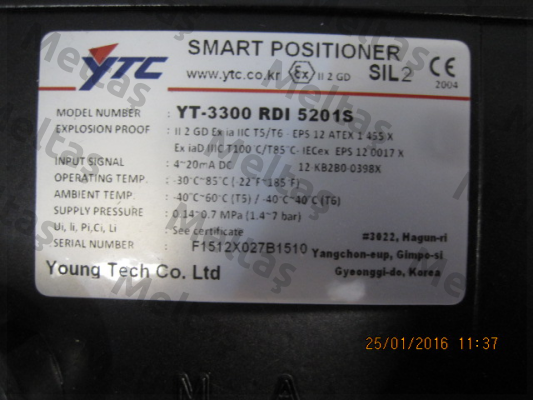 YTC
SMART POSITIONER
www.ytc.co.kr Ex II 2 GD SIL2 CE
2004
MODEL NUMBER : YT-3300 RDI 5201S
EXPLOSION PROOF : II 2 GD Ex ia IIC T5/T6 - EPS 12 ATEX 1 455 X
Ex iaD IIIC T100˚C/T85˚C- IECex EPS 12.0017 X
INPUT SIGNAL : 4~20mA DC 12-KB2B0-0398X
OPERATING TEMP. : -30˚C~85˚C (-22˚F~185˚F)
AMBIENT TEMP. : -40˚C~60˚C (T5) / -40˚C~40˚C (T6)
SUPPLY PRESSURE : 0.14~0.7 MPa (1.4~7 bar)
Ui, Ii, Pi,Ci, Li : See certificate
SERIAL NUMBER : F1512X027B1510
#3022, Hagun-ri
Yangchon-eup, Gimpo-si
Gyeonggi-do, Korea
Young Tech Co. Ltd
Meltaş
25/01/2016 11:37
M A